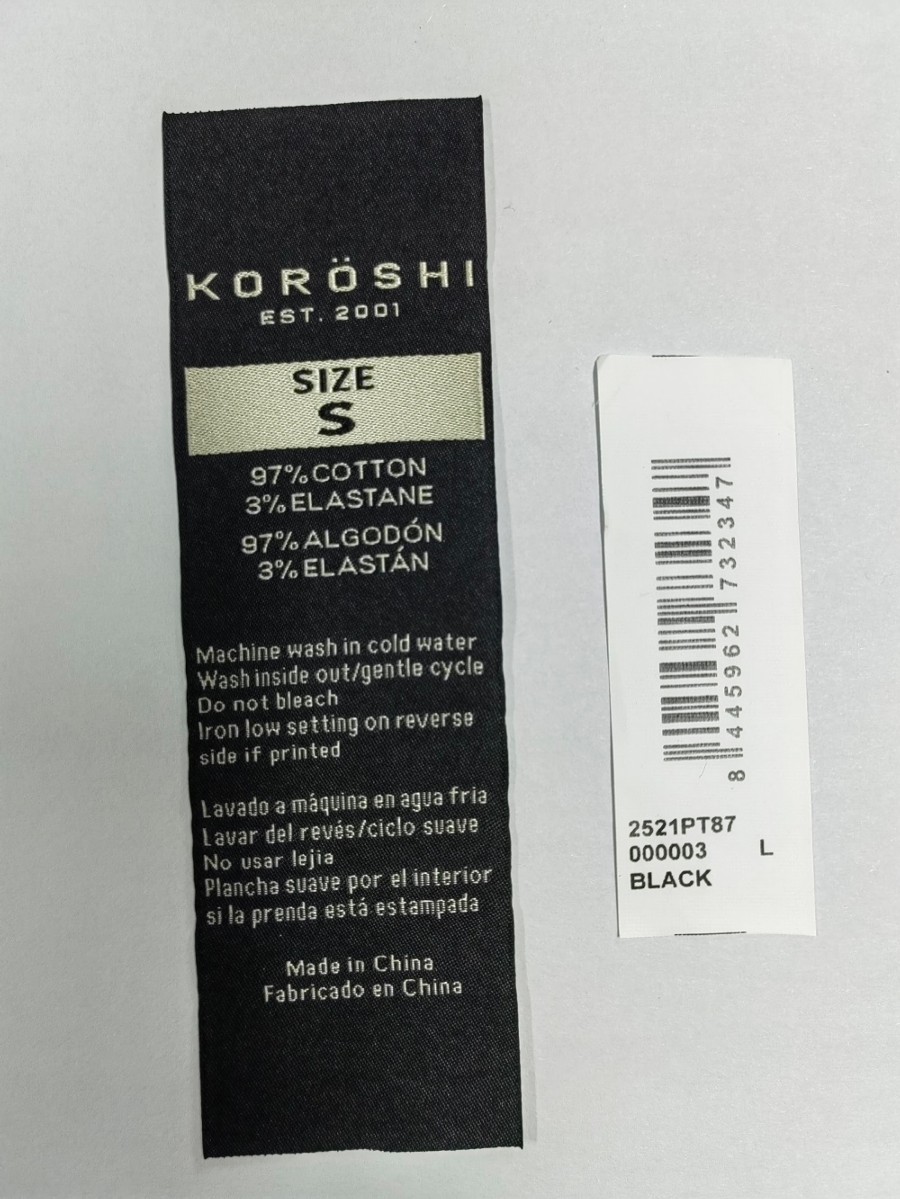 KORÖSHI
EST. 2001
SIZE
S
97% COTTON
3% ELASTANE
97% ALGODÓN
3% ELASTÁN
Machine wash in cold water
Wash inside out/gentle cycle
Do not bleach
Iron low setting on reverse
side if printed
Lavado a máquina en agua fria
Lavar del revés/ciclo suave
No usar lejia
Plancha suave por el interior
si la prenda está estampada
Made in China
Fabricado en China
8 445962 732347
2521PT87
000003 L
BLACK